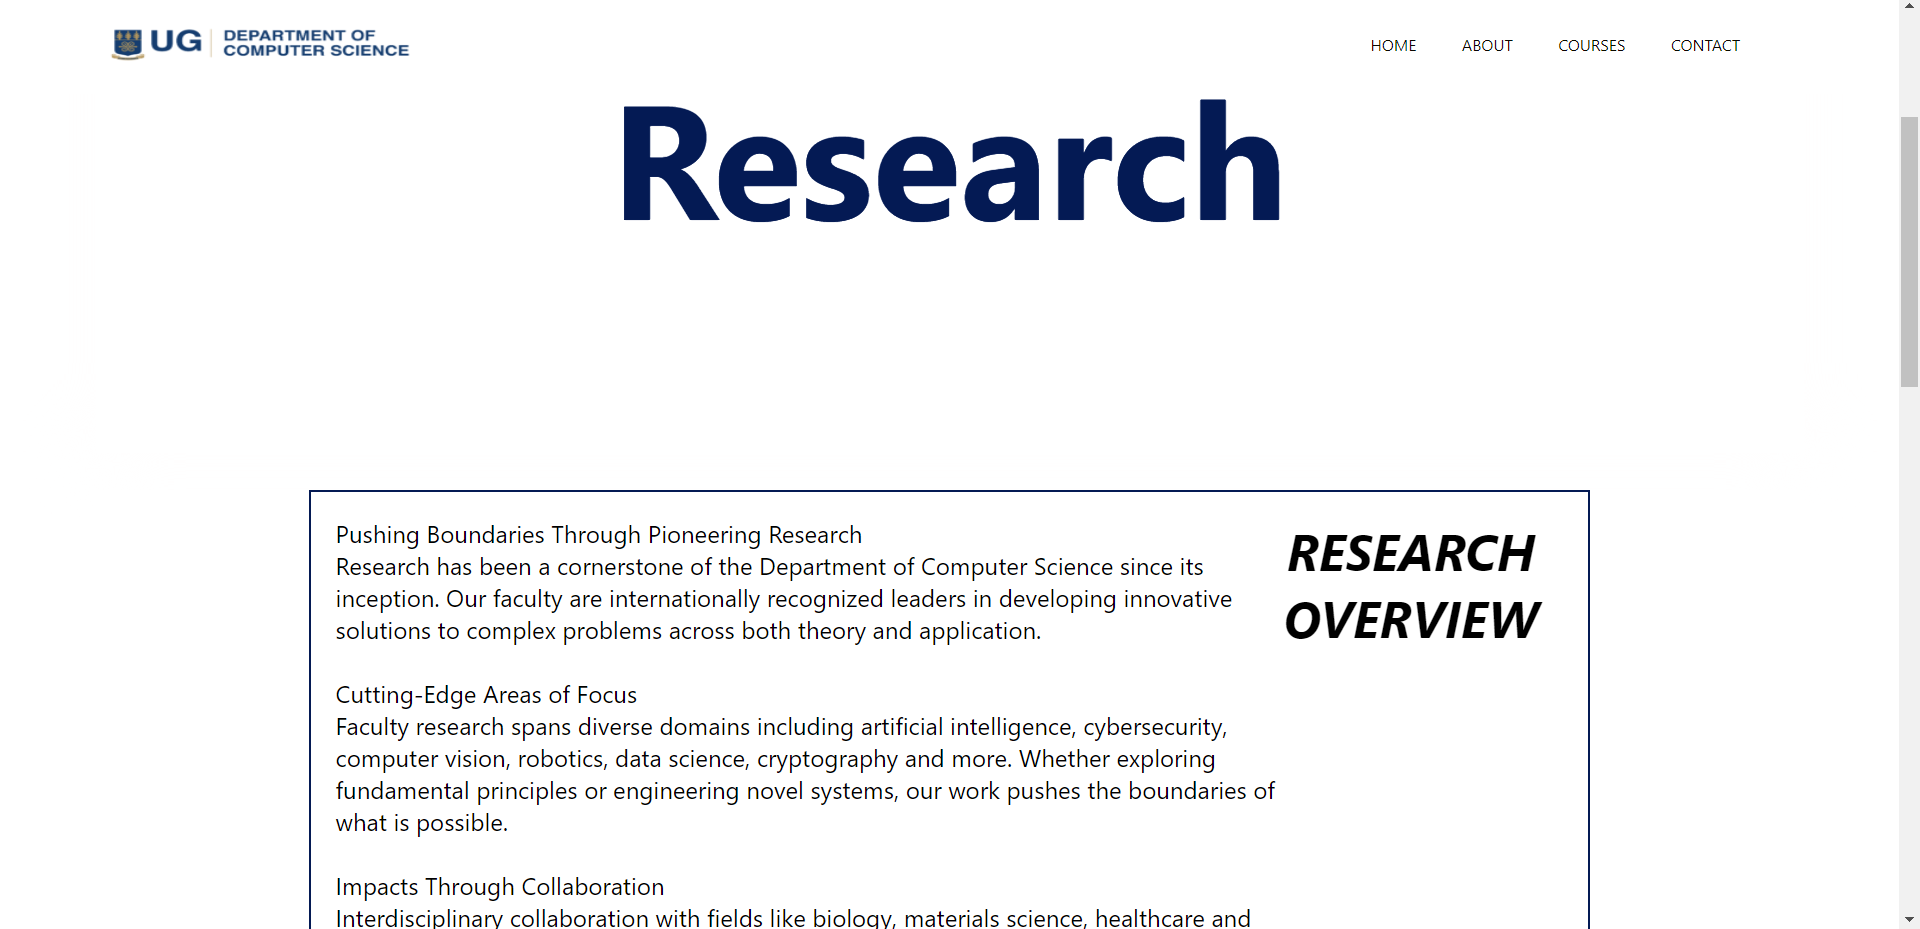 UG DEPARTMENT OF
COMPUTER SCIENCE
HOME ABOUT COURSES CONTACT
Research
Pushing Boundaries Through Pioneering Research
Research has been a cornerstone of the Department of Computer Science since its
inception. Our faculty are internationally recognized leaders in developing innovative
solutions to complex problems across both theory and application.
Cutting-Edge Areas of Focus
Faculty research spans diverse domains including artificial intelligence, cybersecurity,
computer vision, robotics, data science, cryptography and more. Whether exploring
fundamental principles or engineering novel systems, our work pushes the boundaries of
what is possible.
Impacts Through Collaboration
Interdisciplinary collaboration with fields like biology, materials science, healthcare and
RESEARCH
OVERVIEW